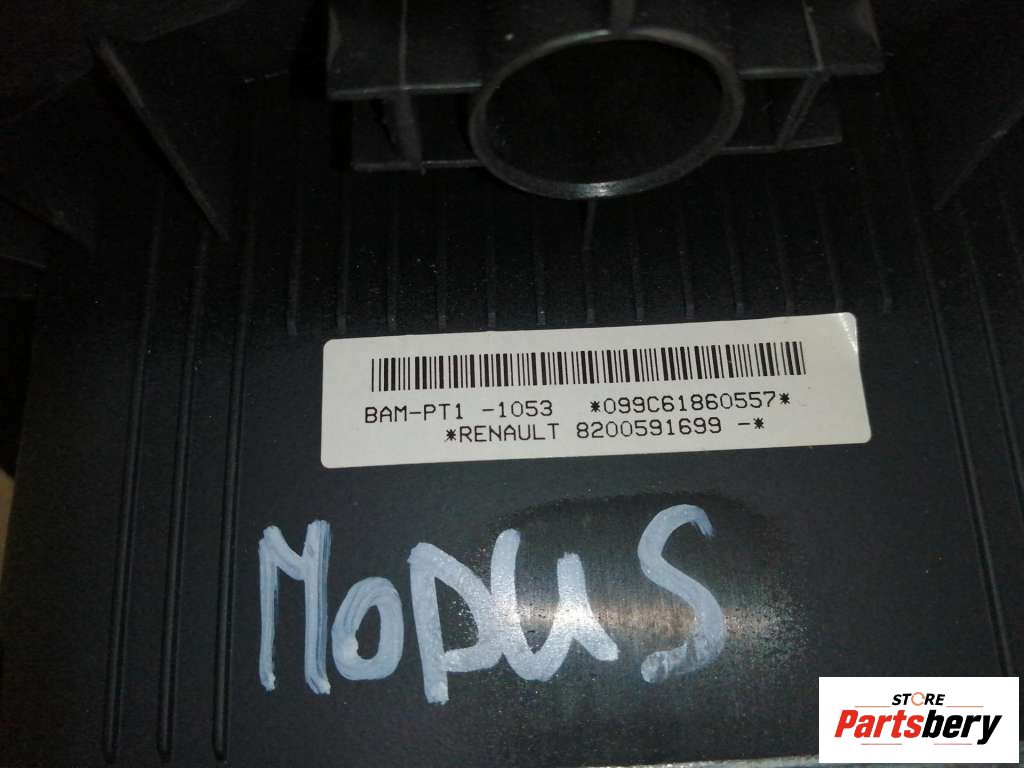 BAM-PT1 -1053 *099C61860557*
*RENAULT 8200591699 -*
MODUS
STORE
Partsbery